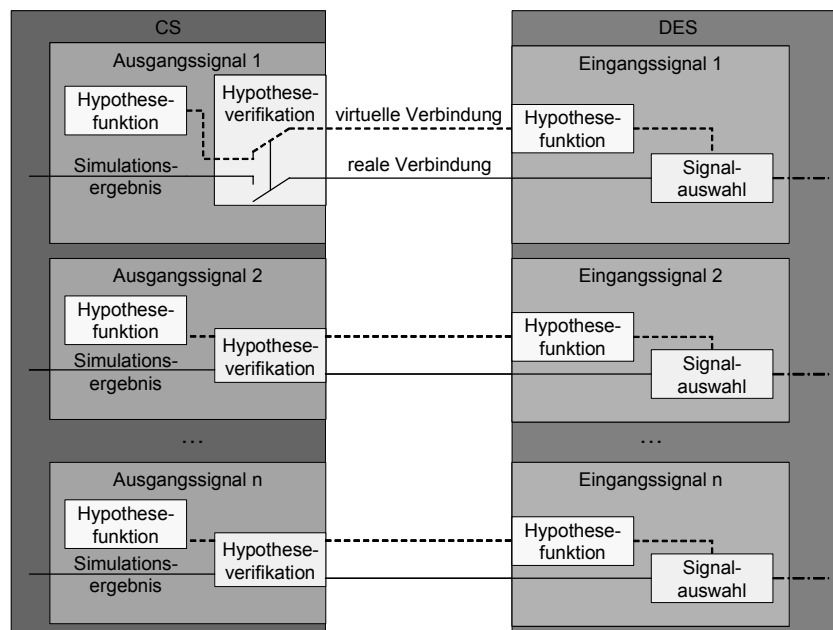 CS
DES
Ausgangssignal 1
Hypothese-
funktion
Hypothese-
verifikation
Simulations-
ergebnis
virtuelle Verbindung
reale Verbindung
Eingangssignal 1
Hypothese-
funktion
Signal-
auswahl
Ausgangssignal 2
Hypothese-
funktion
Simulations-
ergebnis
Hypothese-
verifikation
Eingangssignal 2
Hypothese-
funktion
Signal-
auswahl
...
...
Ausgangssignal n
Hypothese-
funktion
Simulations-
ergebnis
Hypothese-
verifikation
Eingangssignal n
Hypothese-
funktion
Signal-
auswahl